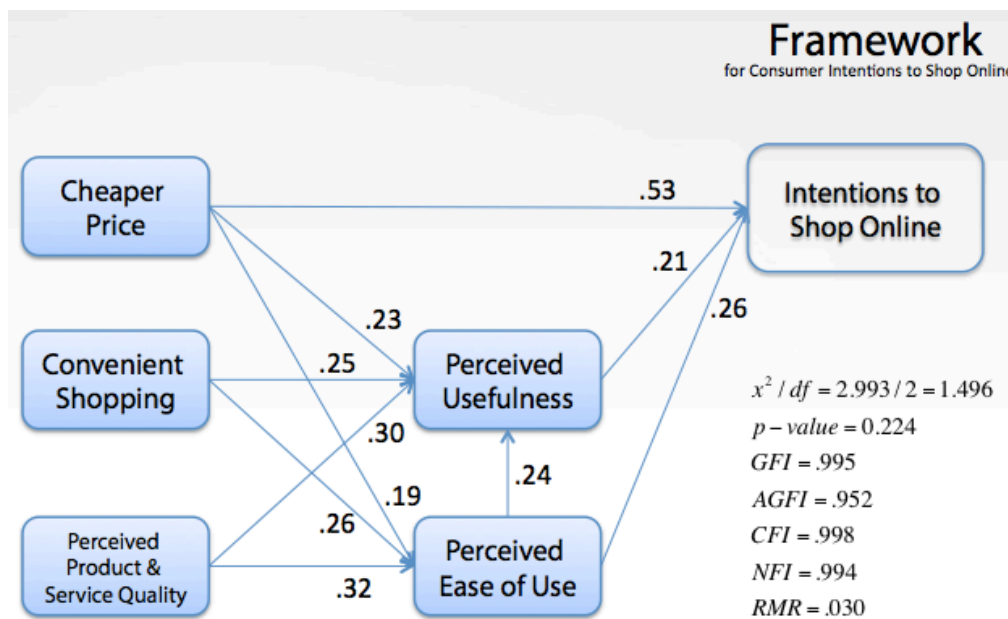 Framework
for Consumer Intentions to Shop Online
Cheaper
Price
.53
Intentions to
Shop Online
.21
.26
.23
Convenient
Shopping
.25
Perceived
Usefulness
.30
.24
.19
.26
Perceived
Product &
Service Quality
.32
Perceived
Ease of Use
x² / df = 2.993 / 2 = 1.496
p − value = 0.224
GFI = .995
AGFI = .952
CFI = .998
NFI = .994
RMR = .030